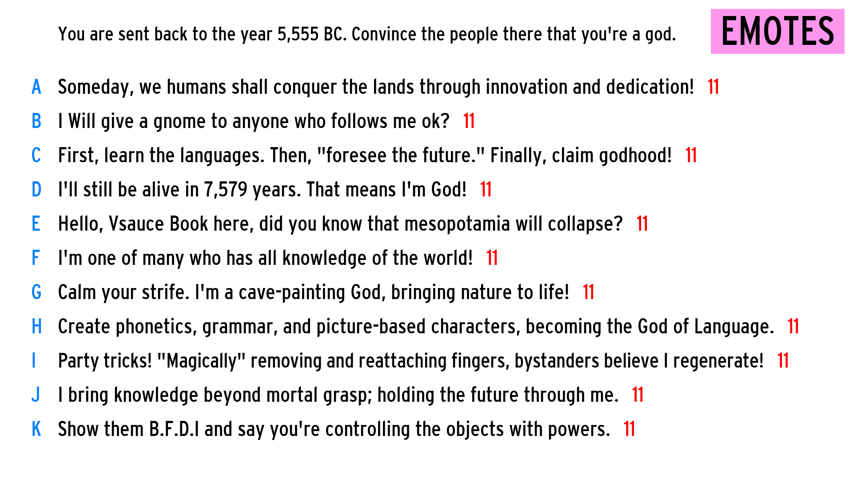 You are sent back to the year 5,555 BC. Convince the people there that you're a god.
EMOTES
A Someday, we humans shall conquer the lands through innovation and dedication! 11
B I Will give a gnome to anyone who follows me ok? 11
C First, learn the languages. Then, "foresee the future." Finally, claim godhood! 11
D I'll still be alive in 7,579 years. That means I'm God! 11
E Hello, Vsauce Book here, did you know that mesopotamia will collapse? 11
F I'm one of many who has all knowledge of the world! 11
G Calm your strife. I'm a cave-painting God, bringing nature to life! 11
H Create phonetics, grammar, and picture-based characters, becoming the God of Language. 11
I Party tricks! "Magically" removing and reattaching fingers, bystanders believe I regenerate! 11
J I bring knowledge beyond mortal grasp; holding the future through me. 11
K Show them B.F.D.I and say you're controlling the objects with powers. 11